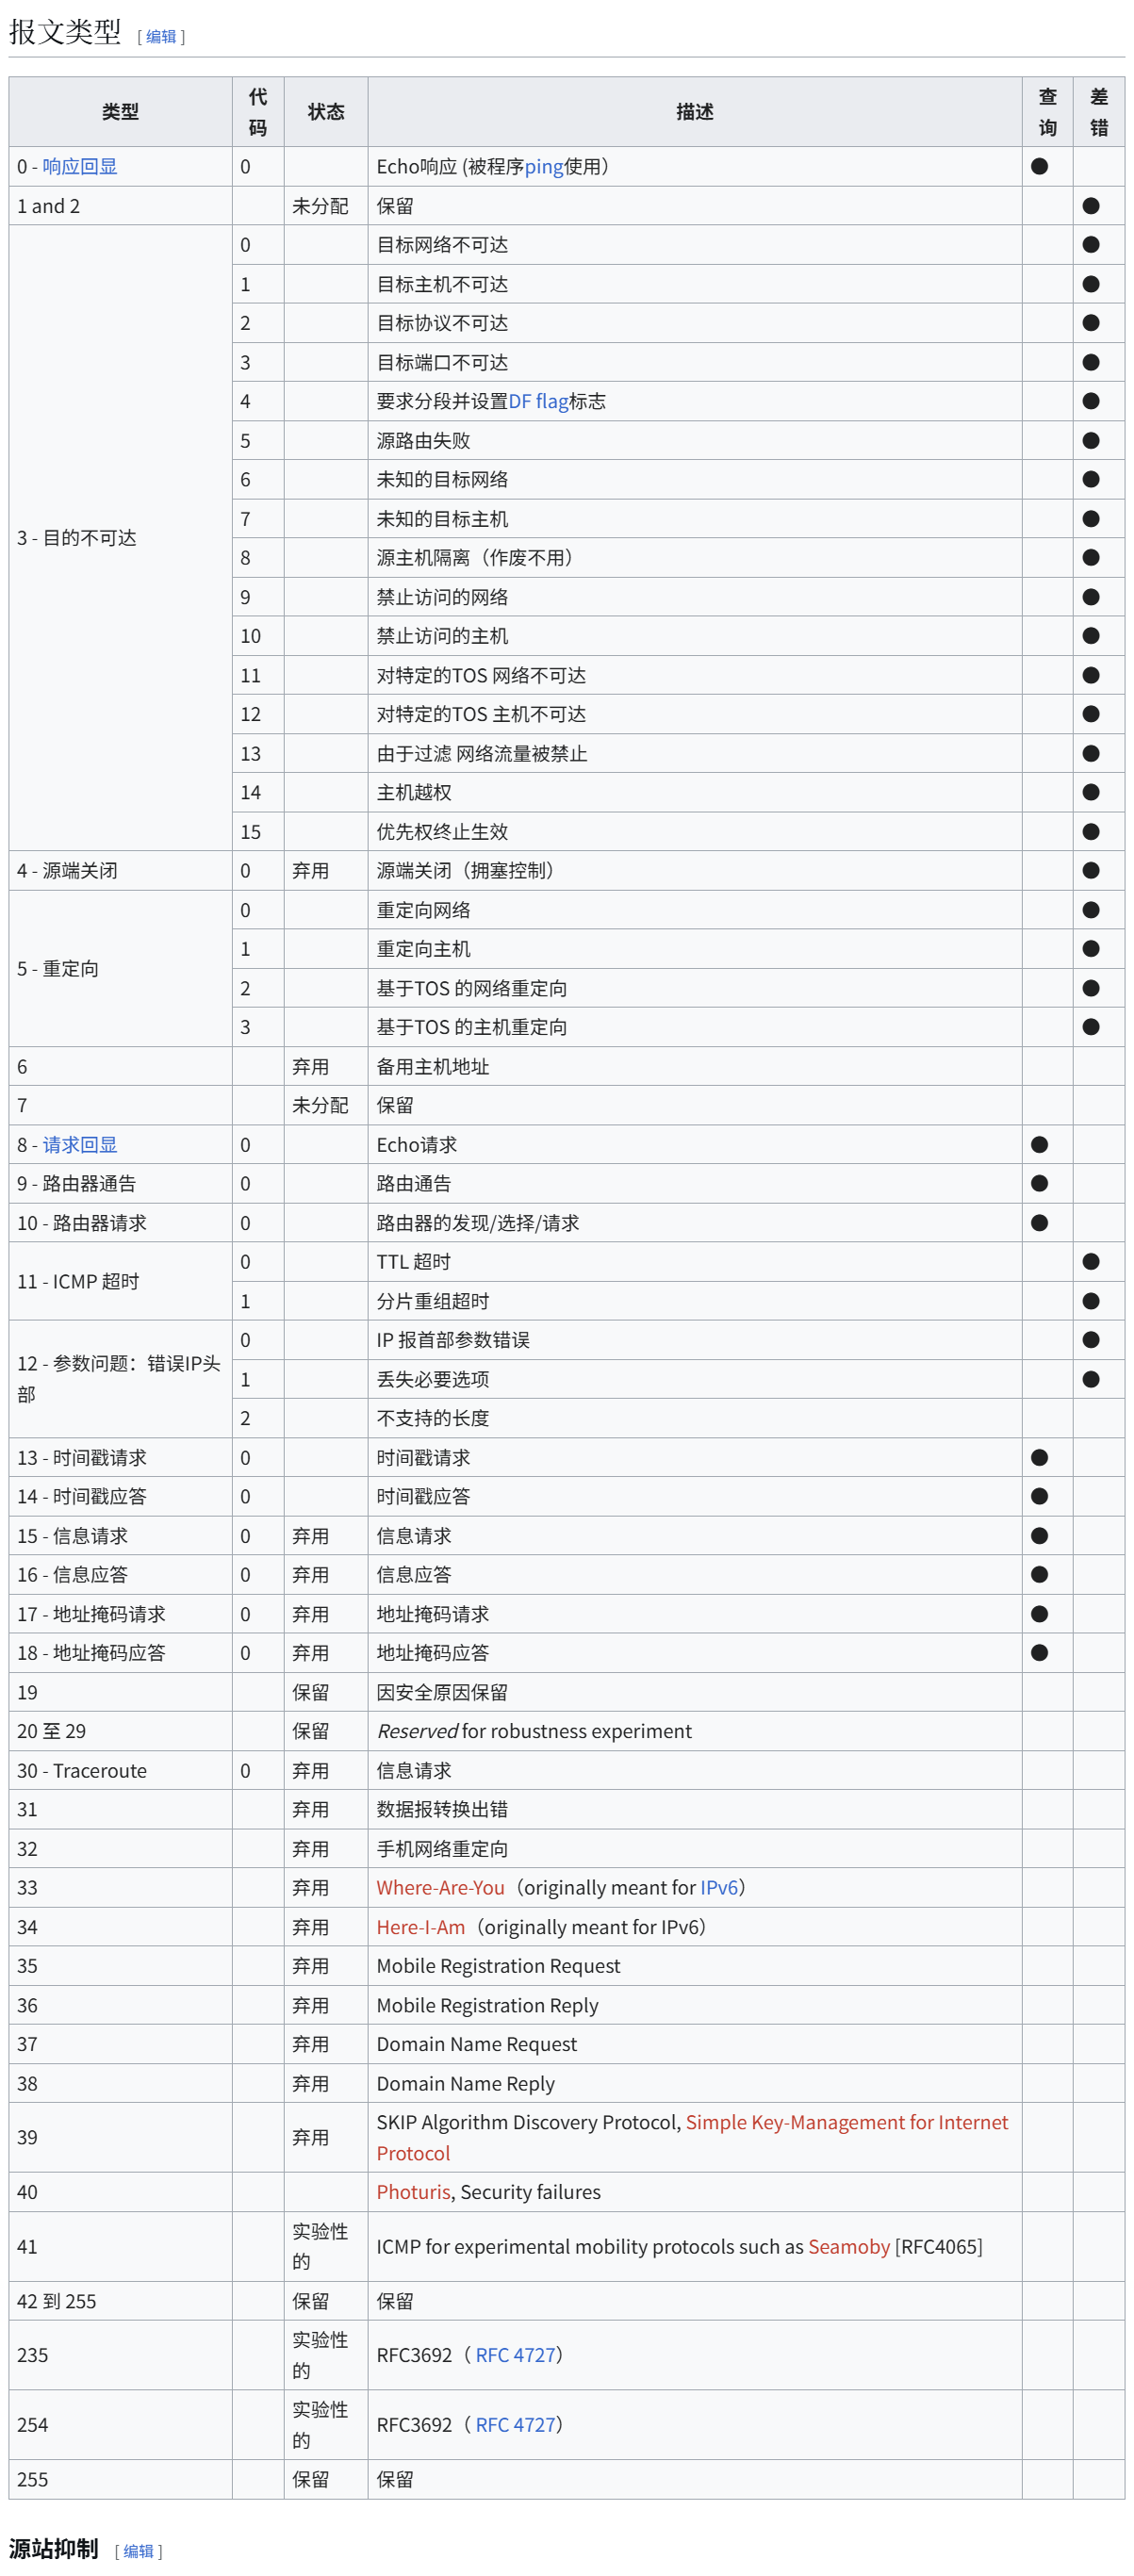 报文类型 [ 编辑 ]
类型 代码 状态 描述 查询 差错
0 - 响应回显 0 Echo响应 (被程序ping使用） ●
1 and 2 未分配 保留 ●
3 - 目的不可达 0 目标网络不可达 ●
1 目标主机不可达 ●
2 目标协议不可达 ●
3 目标端口不可达 ●
4 要求分段并设置DF flag标志 ●
5 源路由失败 ●
6 未知的目标网络 ●
7 未知的目标主机 ●
8 源主机隔离（作废不用） ●
9 禁止访问的网络 ●
10 禁止访问的主机 ●
11 对特定的TOS 网络不可达 ●
12 对特定的TOS 主机不可达 ●
13 由于过滤 网络流量被禁止 ●
14 主机越权 ●
15 优先权终止生效 ●
4 - 源端关闭 0 弃用 源端关闭（拥塞控制） ●
5 - 重定向 0 重定向网络 ●
1 重定向主机 ●
2 基于TOS 的网络重定向 ●
3 基于TOS 的主机重定向 ●
6 弃用 备用主机地址
7 未分配 保留
8 - 请求回显 0 Echo请求 ●
9 - 路由器通告 0 路由通告 ●
10 - 路由器请求 0 路由器的发现/选择/请求 ●
11 - ICMP 超时 0 TTL 超时 ●
1 分片重组超时 ●
12 - 参数问题：错误IP头部 0 IP 报首部参数错误 ●
1 丢失必要选项 ●
2 不支持的长度
13 - 时间戳请求 0 时间戳请求 ●
14 - 时间戳应答 0 时间戳应答 ●
15 - 信息请求 0 弃用 信息请求 ●
16 - 信息应答 0 弃用 信息应答 ●
17 - 地址掩码请求 0 弃用 地址掩码请求 ●
18 - 地址掩码应答 0 弃用 地址掩码应答 ●
19 保留 因安全原因保留
20 至 29 保留 Reserved for robustness experiment
30 - Traceroute 0 弃用 信息请求
31 弃用 数据报转换出错
32 弃用 手机网络重定向
33 弃用 Where-Are-You（originally meant for IPv6）
34 弃用 Here-I-Am（originally meant for IPv6）
35 弃用 Mobile Registration Request
36 弃用 Mobile Registration Reply
37 弃用 Domain Name Request
38 弃用 Domain Name Reply
39 弃用 SKIP Algorithm Discovery Protocol, Simple Key-Management for Internet
Protocol
40 Photuris, Security failures
41 实验性的 ICMP for experimental mobility protocols such as Seamoby [RFC4065]
42 到 255 保留 保留
235 实验性的 RFC3692（ RFC 4727）
254 实验性的 RFC3692（ RFC 4727）
255 保留 保留
源站抑制 [ 编辑 ]